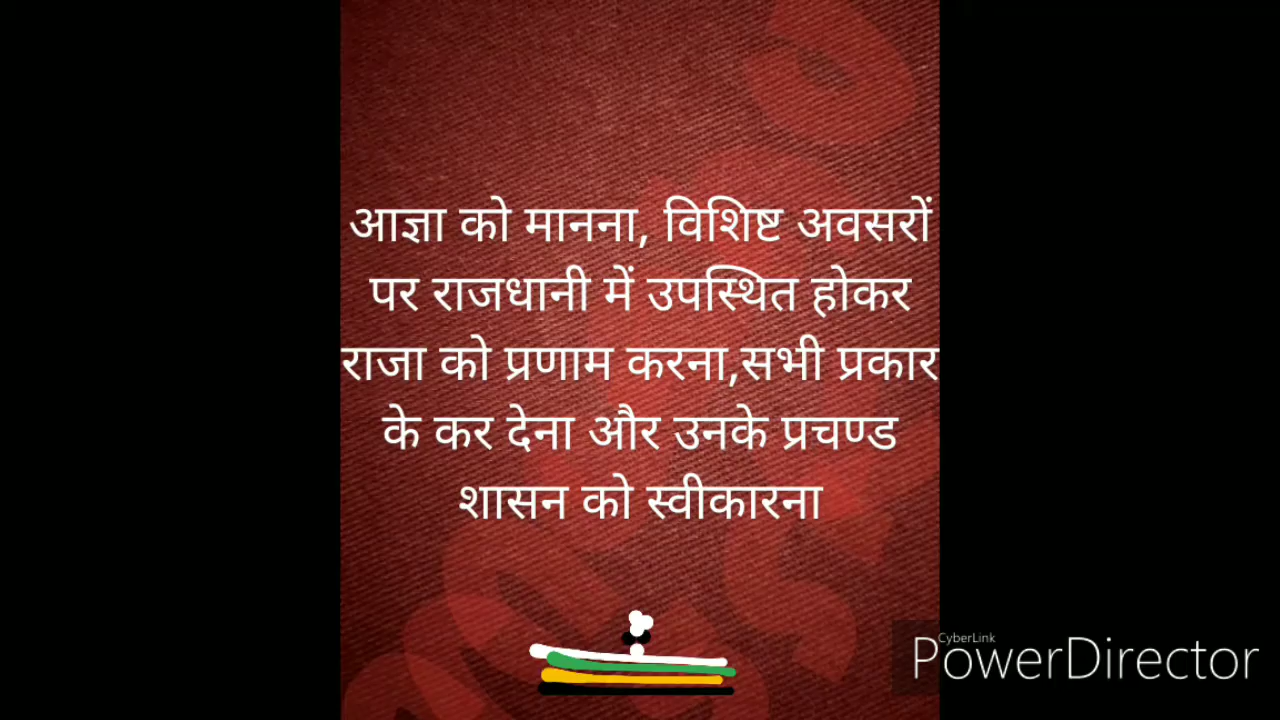 आज्ञा को मानना, विशिष्ट अवसरों
पर राजधानी में उपस्थित होकर
राजा को प्रणाम करना,सभी प्रकार
के कर देना और उनके प्रचण्ड
शासन को स्वीकारना
CyberLink
PowerDirector